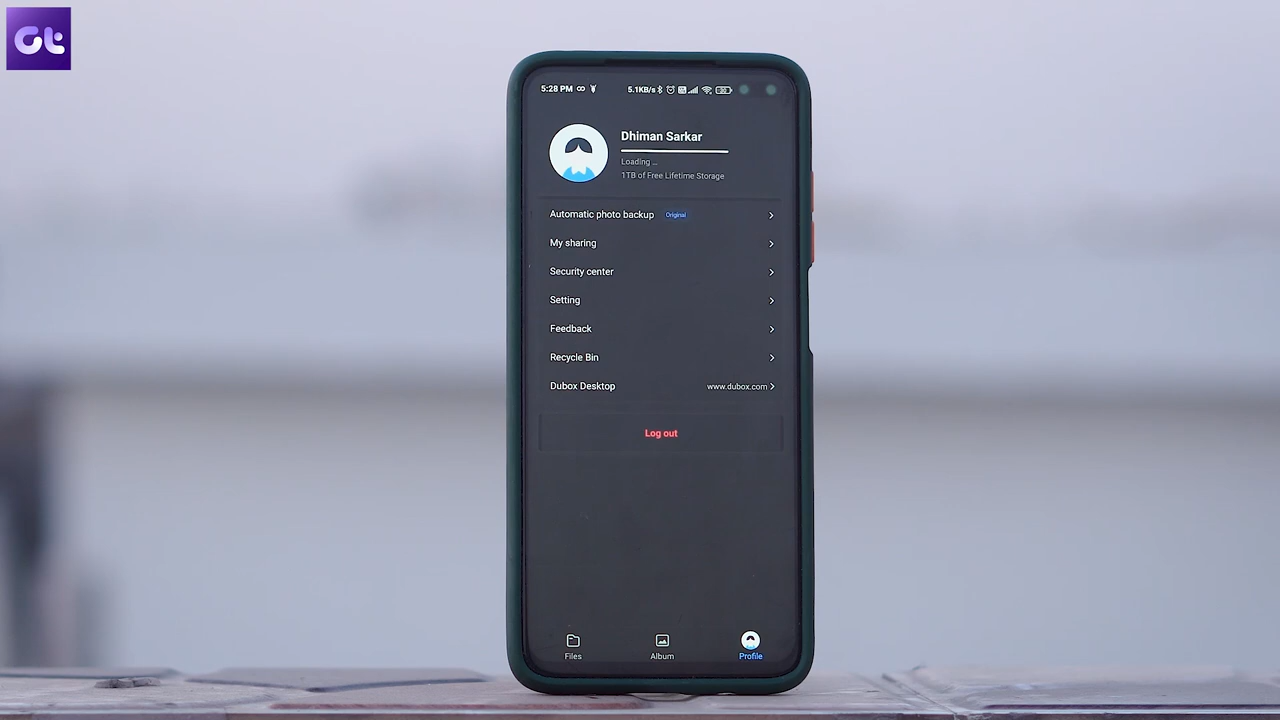 Gt
5:28 PM
5.1KB/s
Dhiman Sarkar
Loading ...
1TB of Free Lifetime Storage
Automatic photo backup Original
My sharing
Security center
Setting
Feedback
Recycle Bin
Dubox Desktop www.dubox.com
Log out
Files Album Profile